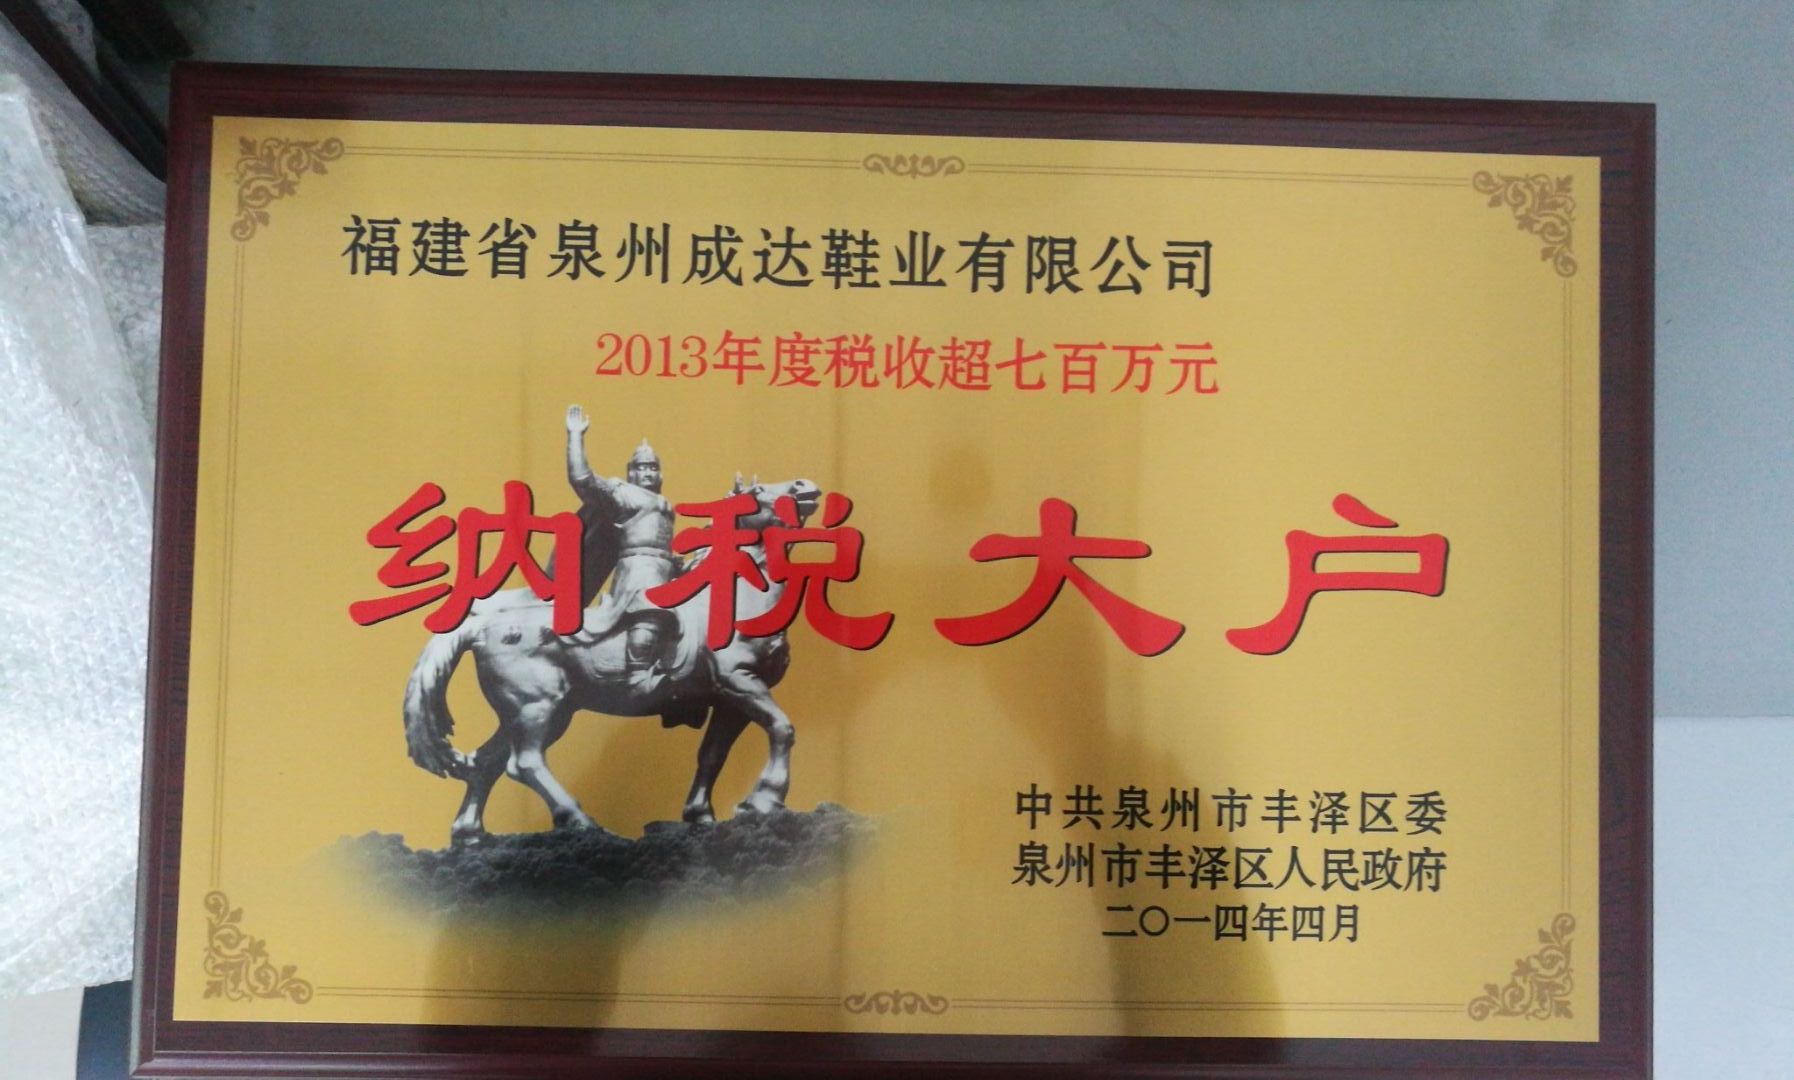 福建省泉州成达鞋业有限公司
2013年度税收超七百万元
纳税大户
中共泉州市丰泽区委
泉州市丰泽区人民政府
二〇一四年四月